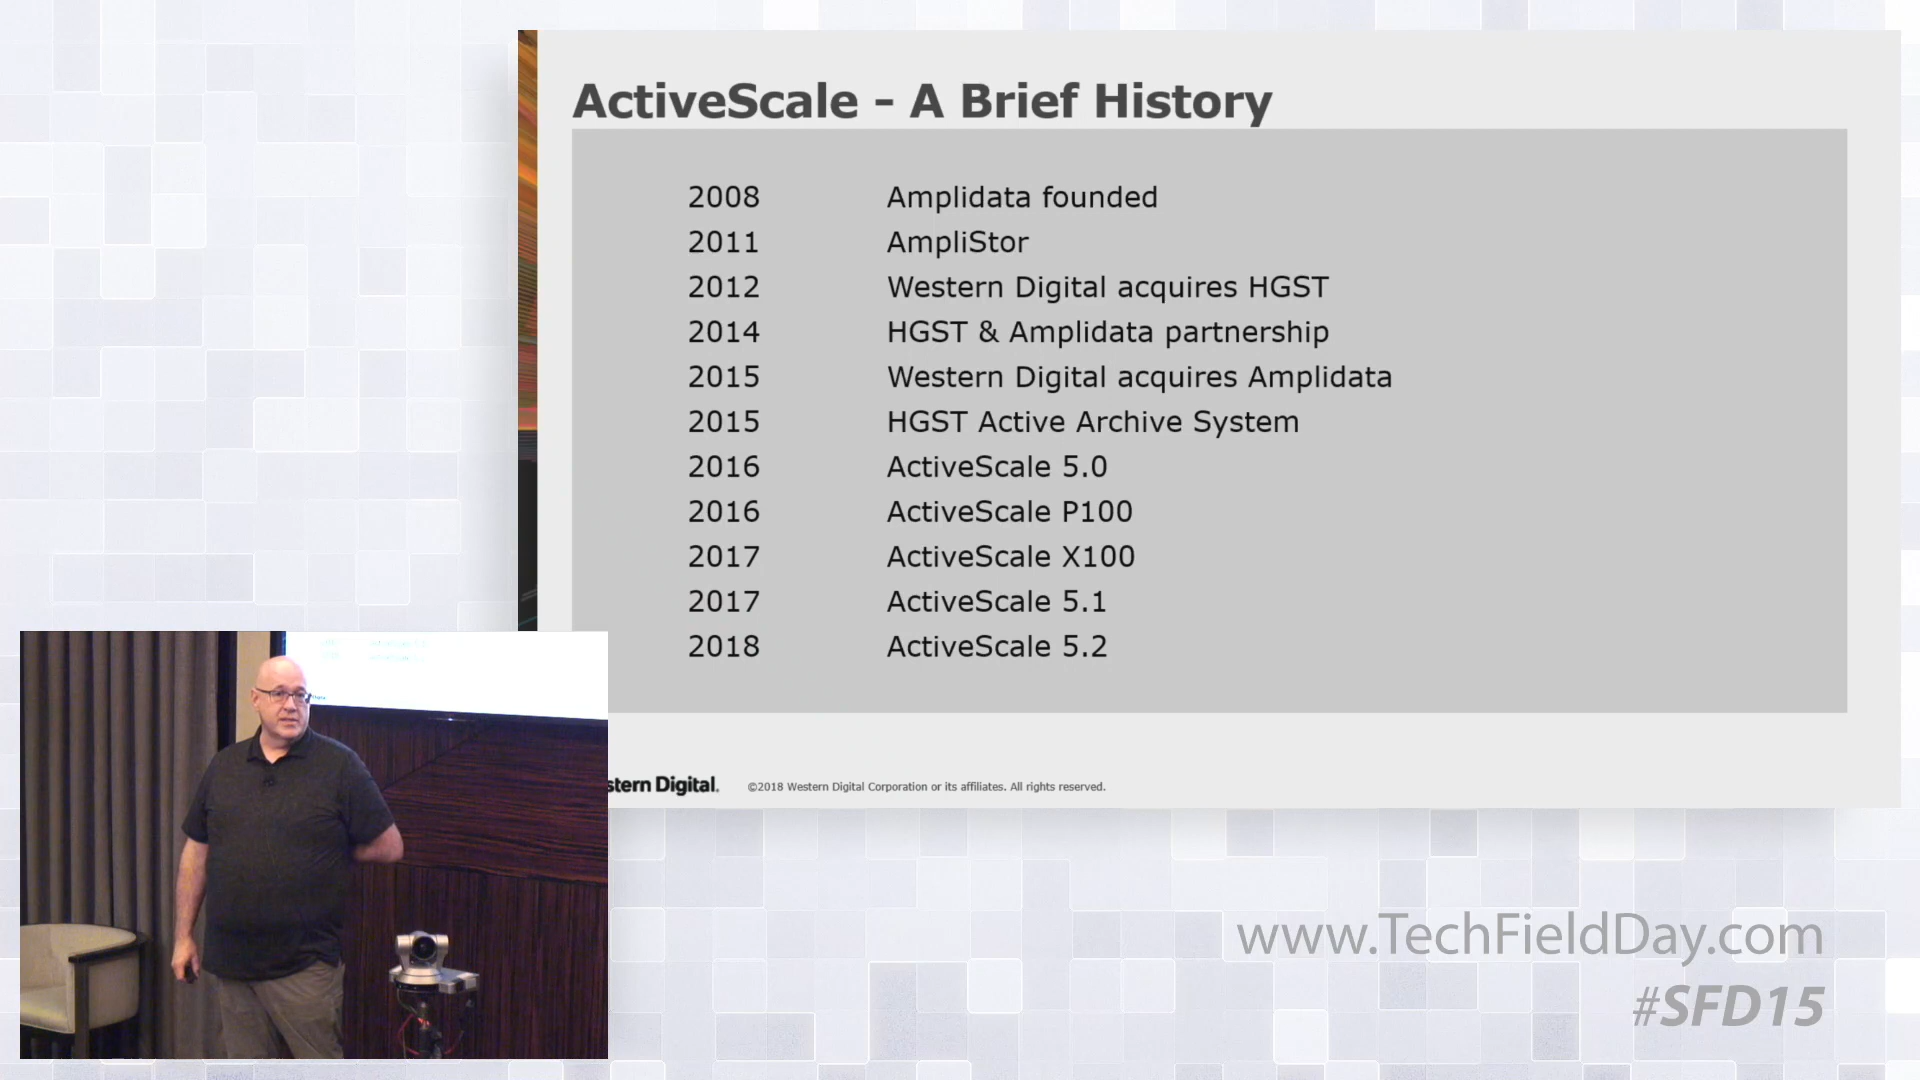 ActiveScale - A Brief History
2008 Amplidata founded
2011 AmpliStor
2012 Western Digital acquires HGST
2014 HGST & Amplidata partnership
2015 Western Digital acquires Amplidata
2015 HGST Active Archive System
2016 ActiveScale 5.0
2016 ActiveScale P100
2017 ActiveScale X100
2017 ActiveScale 5.1
2018 ActiveScale 5.2
stern Digital. ©2018 Western Digital Corporation or its affiliates. All rights reserved.
www.TechFieldDay.com
#SFD15